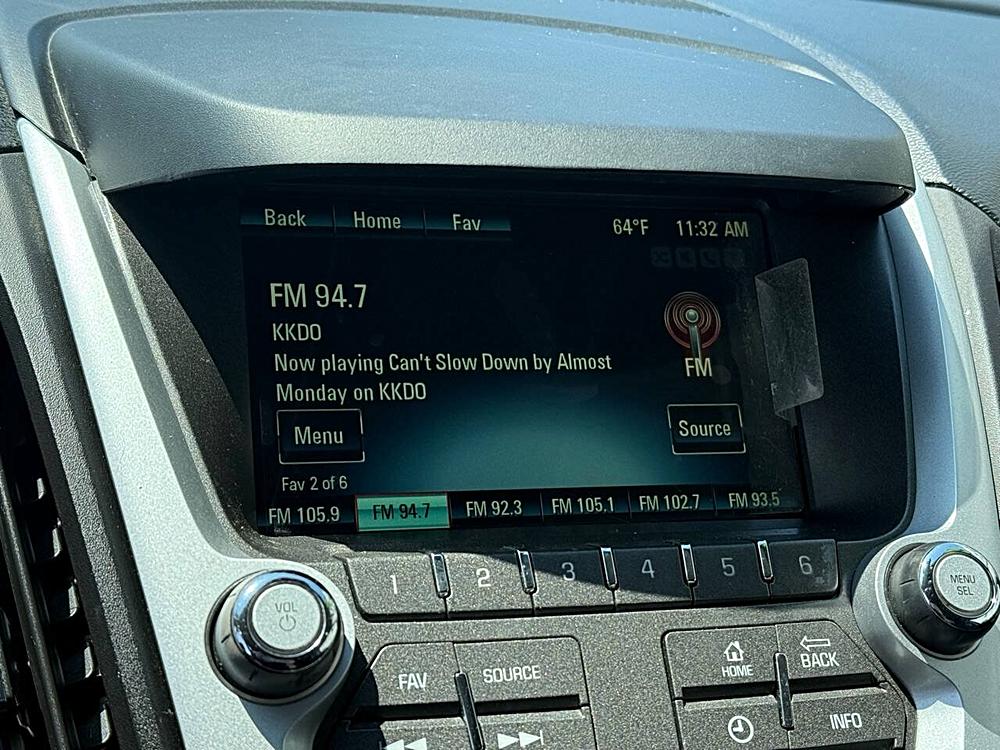 Back Home Fav 64°F 11:32 AM
FM 94.7
KKDO
Now playing Can't Slow Down by Almost
Monday on KKDO
FM
Menu
Source
Fav 2 of 6
FM 105.9 FM 94.7 FM 92.3 FM 105.1 FM 102.7 FM 93.5
1 2 3 4 5 6
VOL
MENU
SEL
FAV SOURCE
HOME BACK
INFO